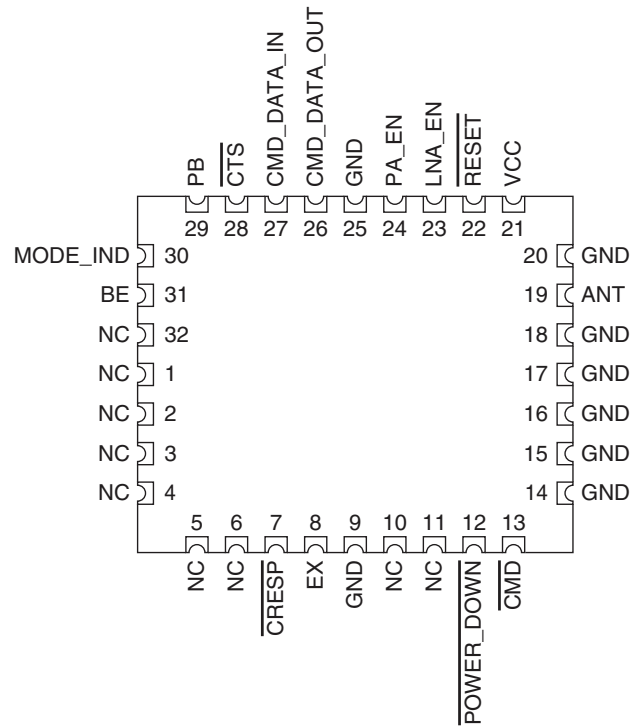 PB
CTS
CMD_DATA_IN
CMD_DATA_OUT
GND
PA_EN
LNA_EN
RESET
VCC
29 28 27 26 25 24 23 22 21
MODE_IND 30
BE 31
NC 32
NC 1
NC 2
NC 3
NC 4
20 GND
19 ANT
18 GND
17 GND
16 GND
15 GND
14 GND
5 6 7 8 9 10 11 12 13
NC
NC
CRESP
EX
GND
NC
NC
POWER_DOWN
CMD